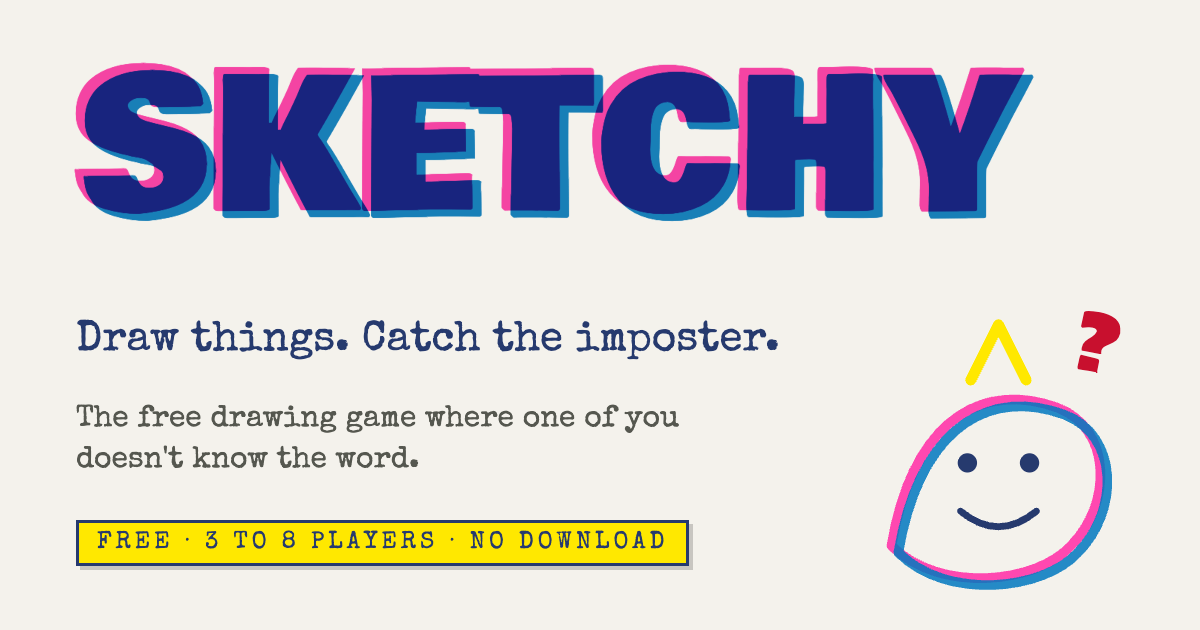 SKETCHY
Draw things. Catch the imposter.
?
The free drawing game where one of you
doesn't know the word.
FREE · 3 TO 8 PLAYERS · NO DOWNLOAD